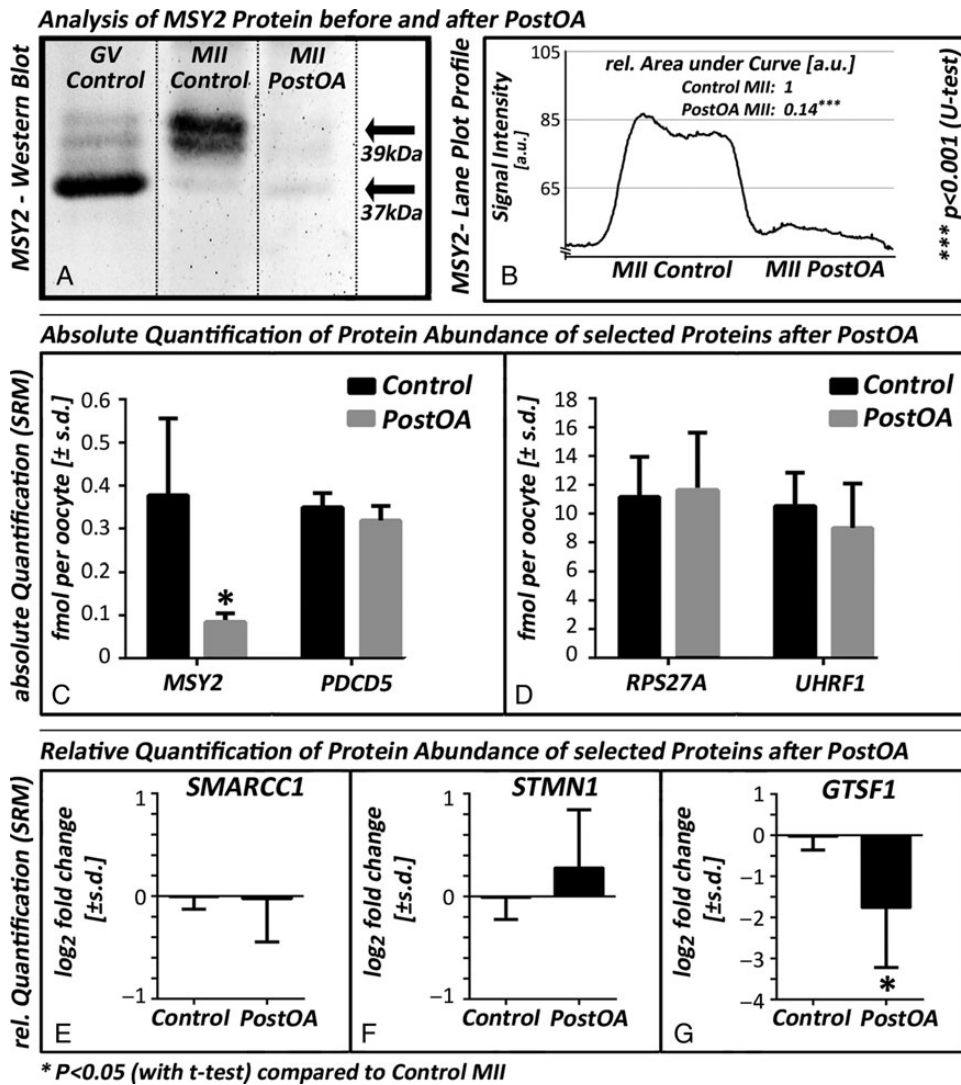 Analysis of MSY2 Protein before and after PostOA
MSY2 - Western Blot
GV
Control
MII
Control
MII
PostOA
39kDa
37kDa
A
MSY2- Lane Plot Profile
Signal Intensity
[a.u.]
105
85
65
rel. Area under Curve [a.u.]
Control MII: 1
PostOA MII: 0.14***
MII Control
MII PostOA
B
*** p<0.001 (U-test)
Absolute Quantification of Protein Abundance of selected Proteins after PostOA
absolute Quantification (SRM)
fmol per oocyte [± s.d.]
0.6
0.5
0.4
0.3
0.2
0.1
0
Control
PostOA
*
MSY2
PDCD5
C
fmol per oocyte [± s.d.]
18
16
14
12
10
8
6
4
2
0
Control
PostOA
RPS27A
UHRF1
D
Relative Quantification of Protein Abundance of selected Proteins after PostOA
rel. Quantification (SRM)
SMARCC1
log2 fold change
[±s.d.]
1
0
−1
Control PostOA
E
STMN1
log2 fold change
[±s.d.]
1
0
−1
Control PostOA
F
GTSF1
log2 fold change
[±s.d.]
1
0
−1
−2
−3
−4
*
Control PostOA
G
* P<0.05 (with t-test) compared to Control MII